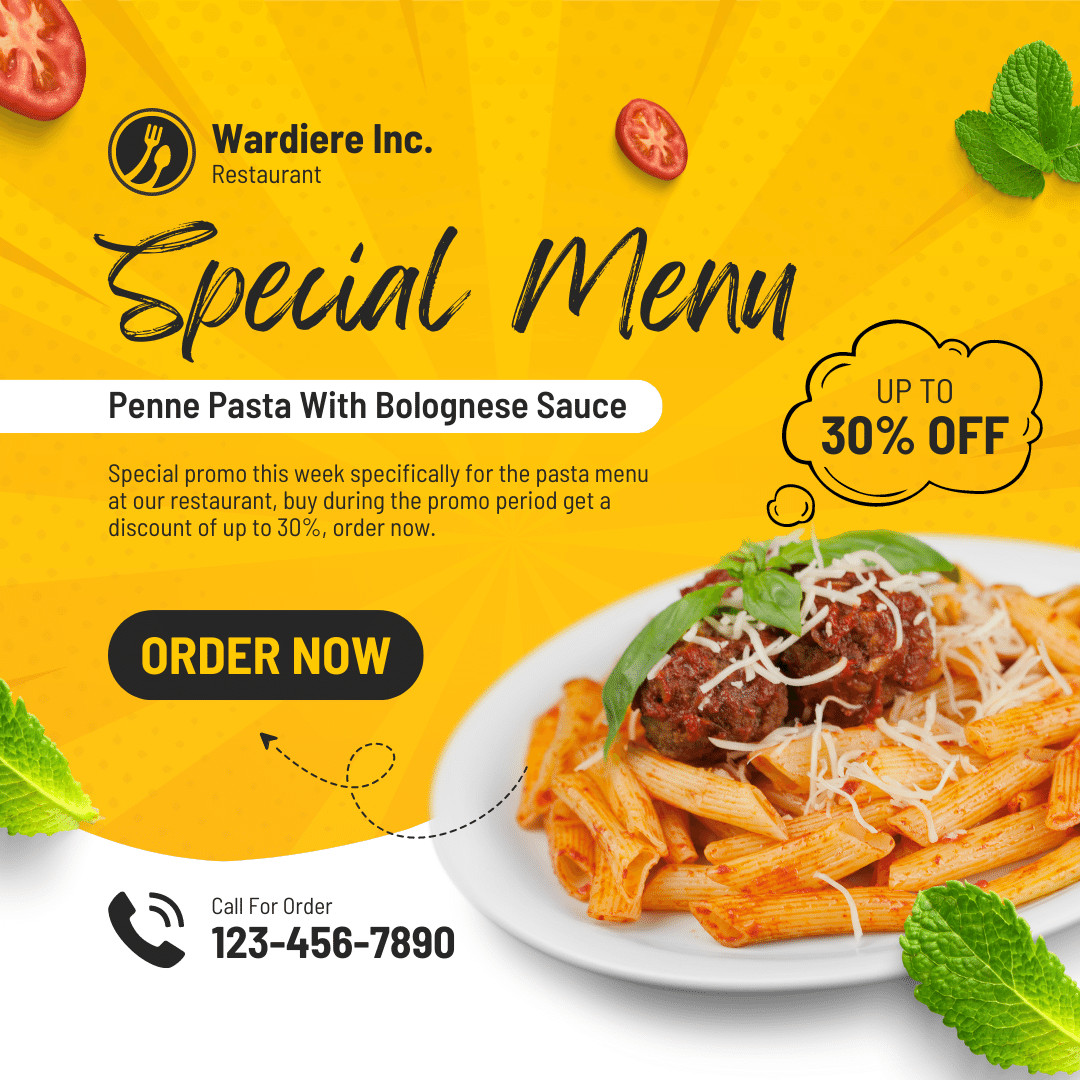 Wardiere Inc.
Restaurant
Special Menu
Penne Pasta With Bolognese Sauce
UP TO
30% OFF
Special promo this week specifically for the pasta menu
at our restaurant, buy during the promo period get a
discount of up to 30%, order now.
ORDER NOW
Call For Order
123-456-7890